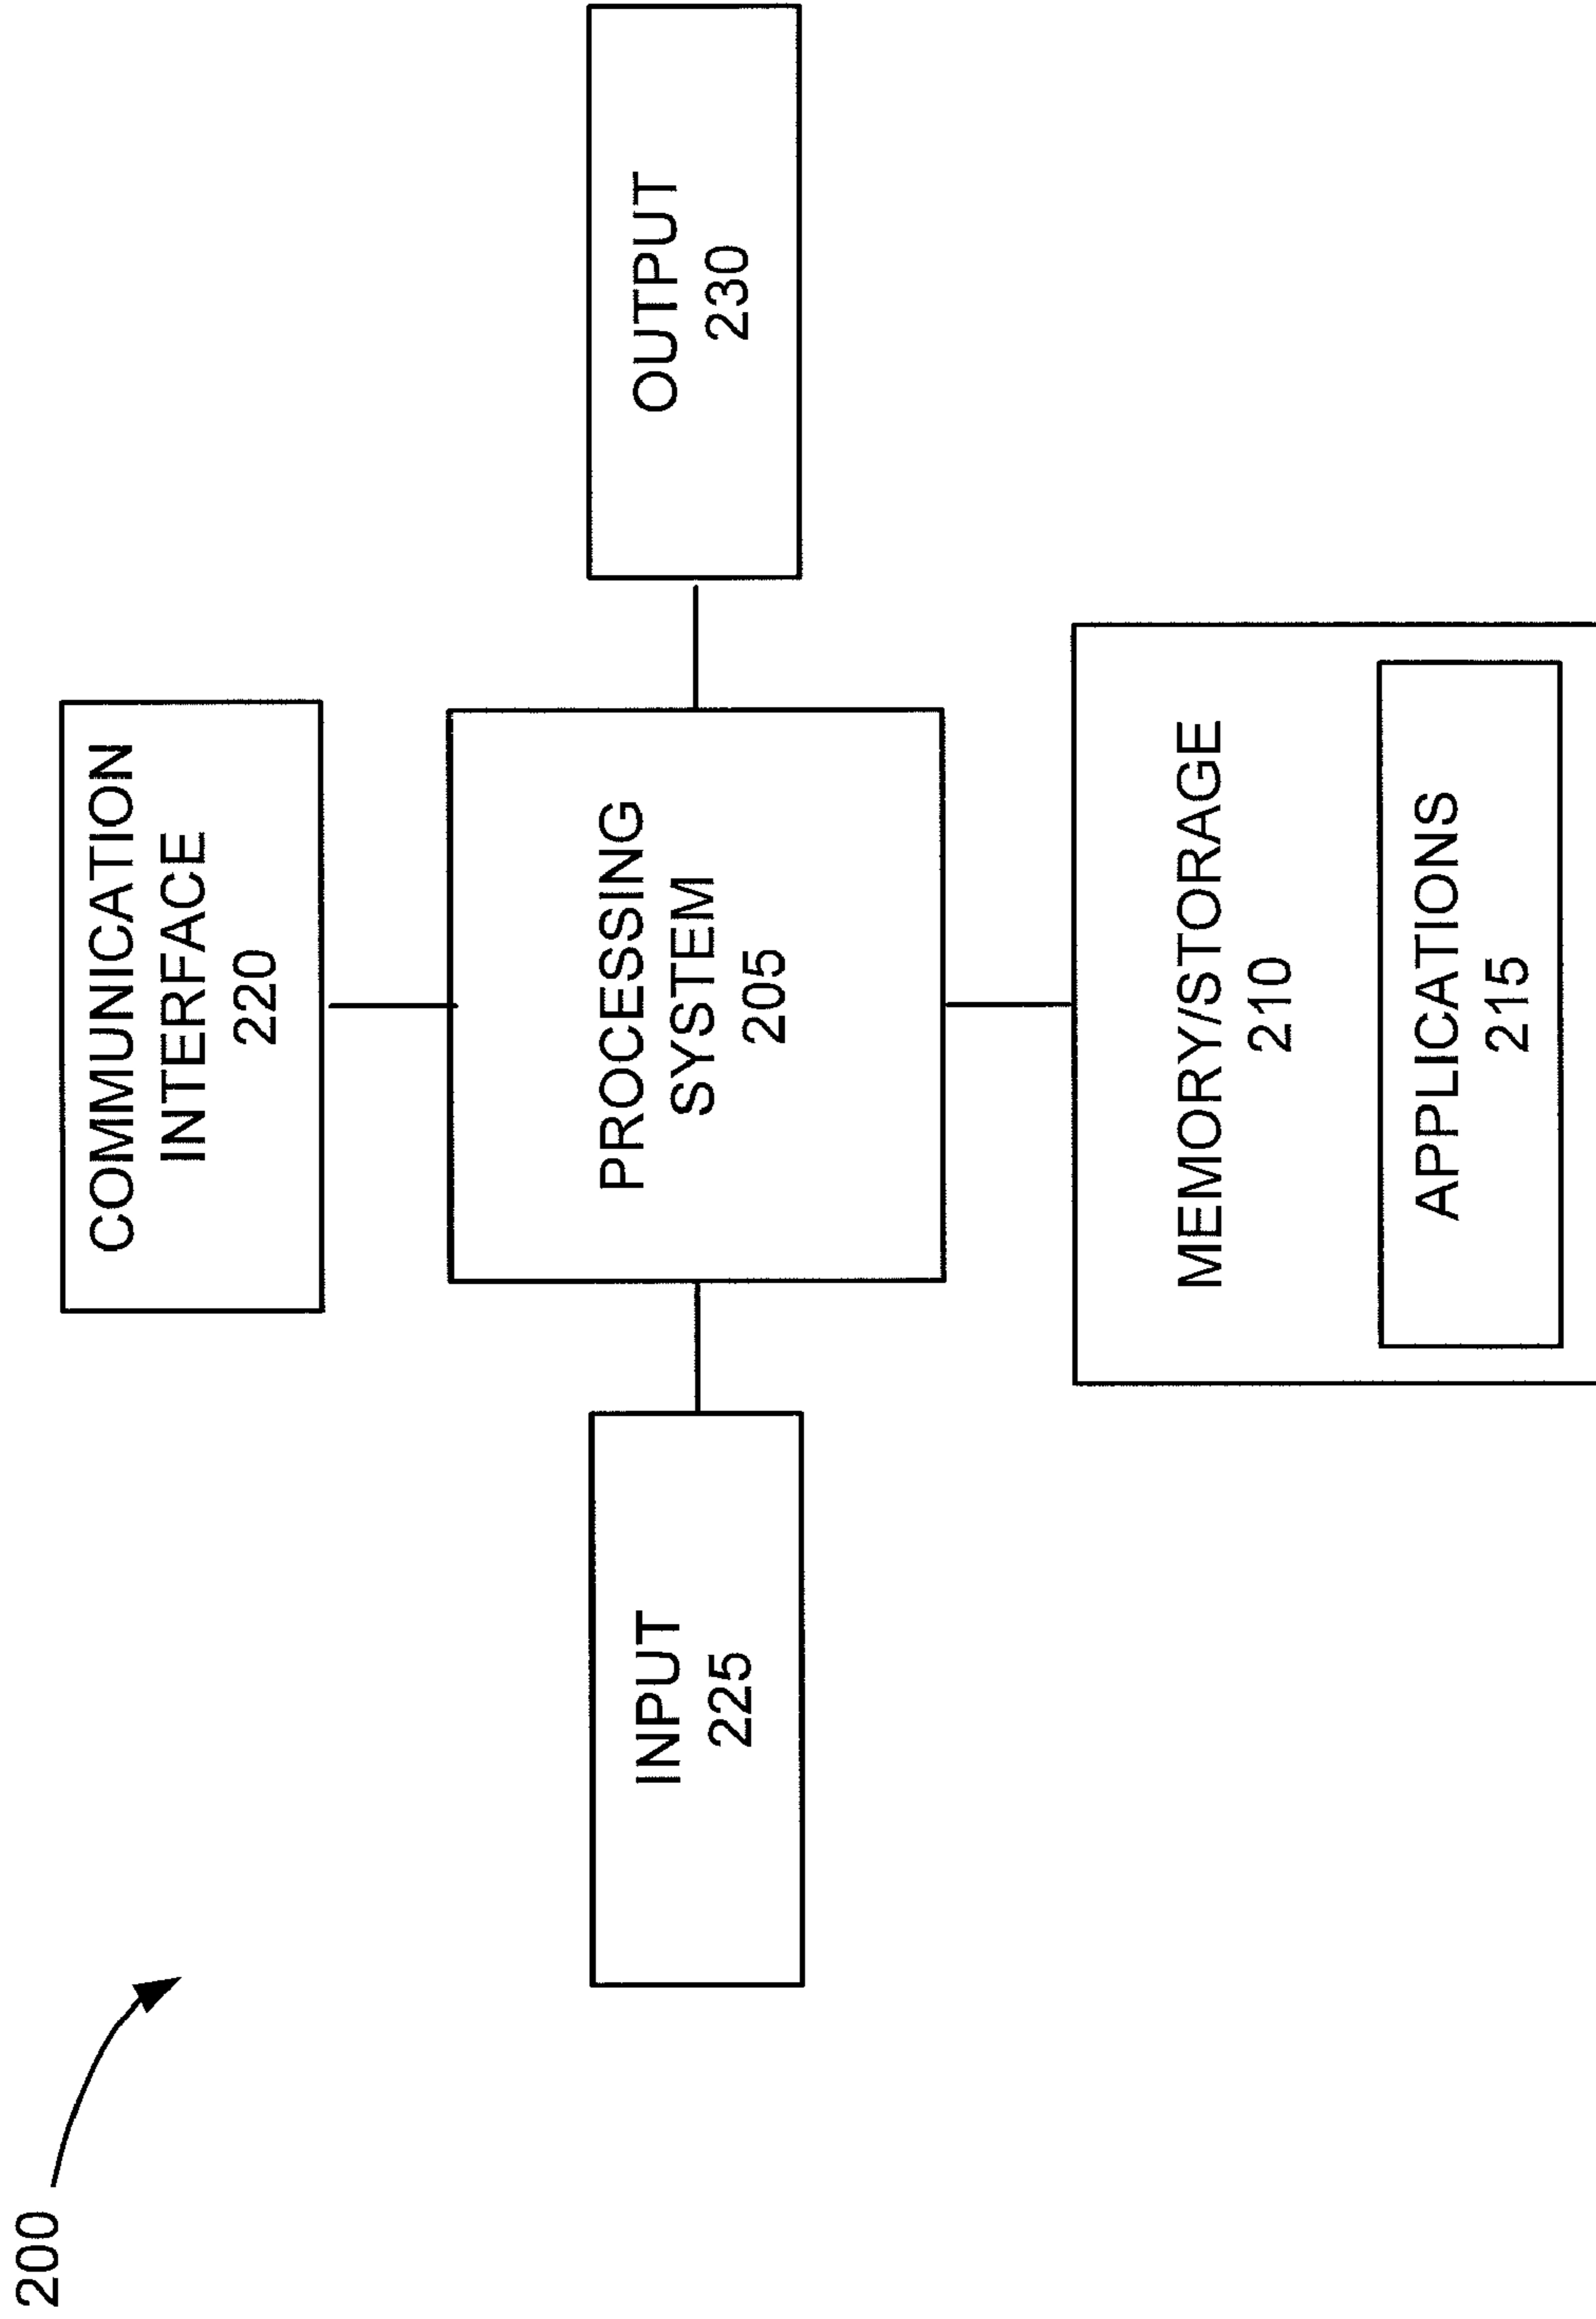 200
COMMUNICATION
INTERFACE
220
INPUT
225
PROCESSING
SYSTEM
205
OUTPUT
230
MEMORY/STORAGE
210
APPLICATIONS
215